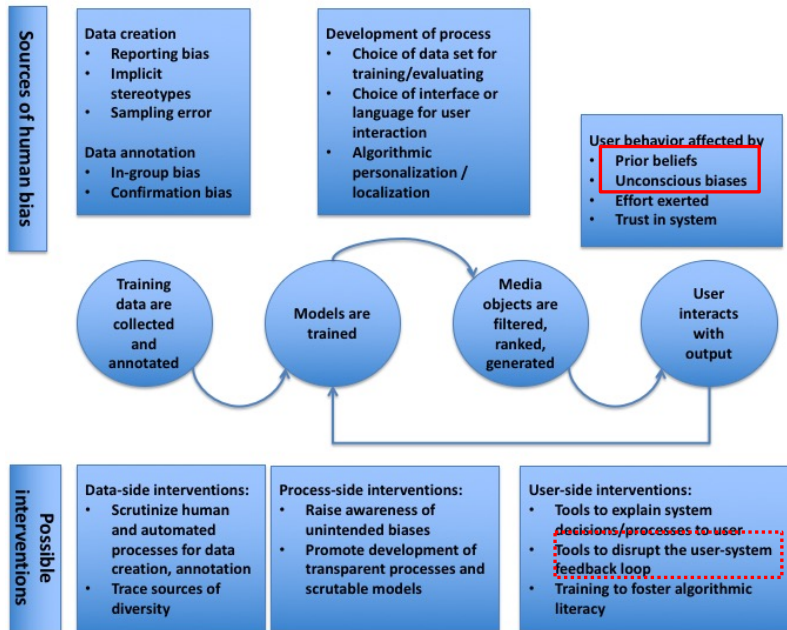 Sources of human bias
Data creation
• Reporting bias
• Implicit
stereotypes
• Sampling error
Data annotation
• In-group bias
• Confirmation bias
Development of process
• Choice of data set for
training/evaluating
• Choice of interface or
language for user
interaction
• Algorithmic
personalization /
localization
User behavior affected by
• Prior beliefs
• Unconscious biases
• Effort exerted
• Trust in system
Training
data are
collected
and
annotated
Models are
trained
Media
objects are
filtered,
ranked,
generated
User
interacts
with
output
Possible
interventions
Data-side interventions:
• Scrutinize human
and automated
processes for data
creation, annotation
• Trace sources of
diversity
Process-side interventions:
• Raise awareness of
unintended biases
• Promote development of
transparent processes and
scrutable models
User-side interventions:
• Tools to explain system
decisions/processes to user
• Tools to disrupt the user-system
feedback loop
• Training to foster algorithmic
literacy